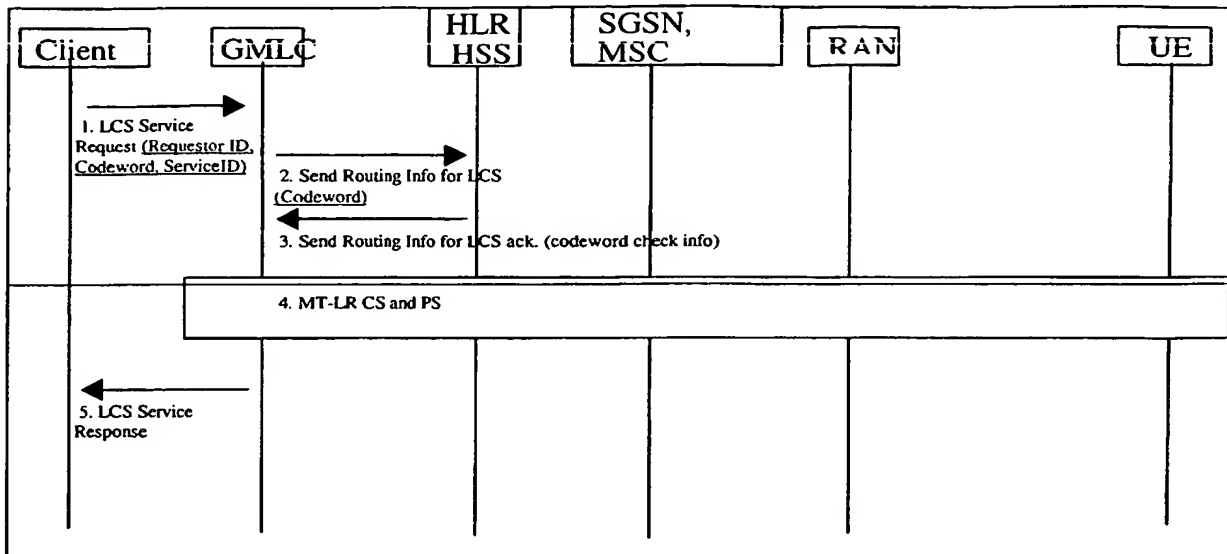 Client
GMLC
HLR
HSS
SGSN,
MSC
RAN
UE
1. LCS Service
Request (Requestor ID,
Codeword, ServiceID)
2. Send Routing Info for LCS
(Codeword)
3. Send Routing Info for LCS ack. (codeword check info)
4. MT-LR CS and PS
5. LCS Service
Response